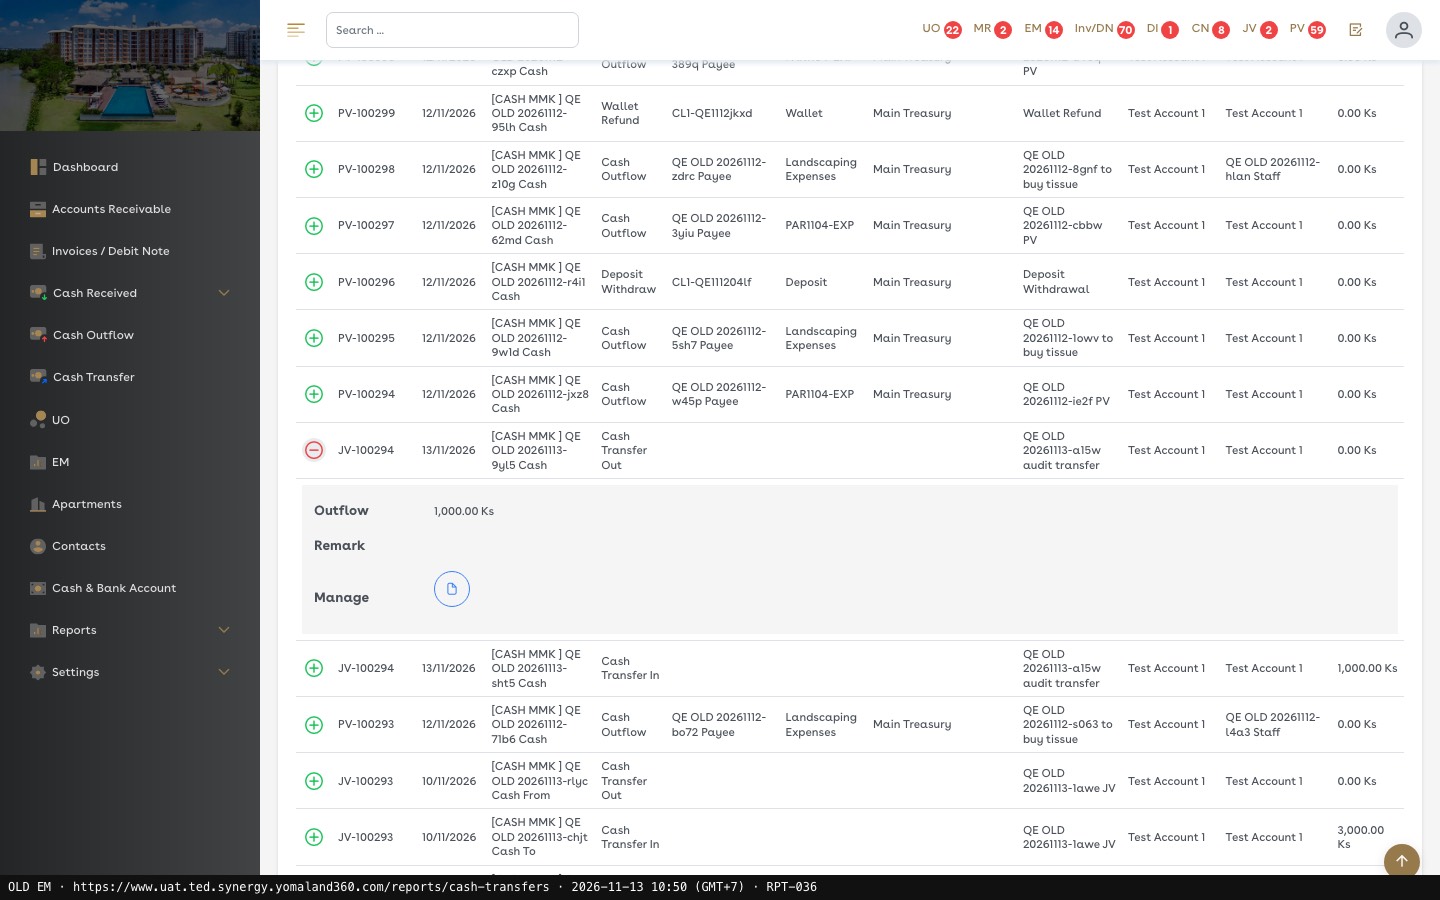 Search ...
UO 22 MR 2 EM 14 Inv/DN 70 DI 1 CN 8 JV 2 PV 59
Dashboard
Accounts Receivable
Invoices / Debit Note
Cash Received
Cash Outflow
Cash Transfer
UO
EM
Apartments
Contacts
Cash & Bank Account
Reports
Settings
czxp Cash Outflow 389q Payee PV
PV-100299 12/11/2026 [CASH MMK ] QE OLD 20261112-95lh Cash Wallet Refund CL1-QE1112jkxd Wallet Main Treasury Wallet Refund Test Account 1 Test Account 1 0.00 Ks
PV-100298 12/11/2026 [CASH MMK ] QE OLD 20261112-z10g Cash Cash Outflow QE OLD 20261112-zdrc Payee Landscaping Expenses Main Treasury QE OLD 20261112-8gnf to buy tissue Test Account 1 QE OLD 20261112-hlan Staff 0.00 Ks
PV-100297 12/11/2026 [CASH MMK ] QE OLD 20261112-62md Cash Cash Outflow QE OLD 20261112-3yiu Payee PAR1104-EXP Main Treasury QE OLD 20261112-cbbw PV Test Account 1 Test Account 1 0.00 Ks
PV-100296 12/11/2026 [CASH MMK ] QE OLD 20261112-r4i1 Cash Deposit Withdraw CL1-QE111204lf Deposit Main Treasury Deposit Withdrawal Test Account 1 Test Account 1 0.00 Ks
PV-100295 12/11/2026 [CASH MMK ] QE OLD 20261112-9w1d Cash Cash Outflow QE OLD 20261112-5sh7 Payee Landscaping Expenses Main Treasury QE OLD 20261112-1owv to buy tissue Test Account 1 Test Account 1 0.00 Ks
PV-100294 12/11/2026 [CASH MMK ] QE OLD 20261112-jxz8 Cash Cash Outflow QE OLD 20261112-w45p Payee PAR1104-EXP Main Treasury QE OLD 20261112-ie2f PV Test Account 1 Test Account 1 0.00 Ks
JV-100294 13/11/2026 [CASH MMK ] QE OLD 20261113-9yl5 Cash Cash Transfer Out QE OLD 20261113-a15w audit transfer Test Account 1 Test Account 1 0.00 Ks
Outflow 1,000.00 Ks
Remark
Manage
JV-100294 13/11/2026 [CASH MMK ] QE OLD 20261113-sht5 Cash Cash Transfer In QE OLD 20261113-a15w audit transfer Test Account 1 Test Account 1 1,000.00 Ks
PV-100293 12/11/2026 [CASH MMK ] QE OLD 20261112-71b6 Cash Cash Outflow QE OLD 20261112-bo72 Payee Landscaping Expenses Main Treasury QE OLD 20261112-s063 to buy tissue Test Account 1 QE OLD 20261112-l4a3 Staff 0.00 Ks
JV-100293 10/11/2026 [CASH MMK ] QE OLD 20261113-rlyc Cash From Cash Transfer Out QE OLD 20261113-1awe JV Test Account 1 Test Account 1 0.00 Ks
JV-100293 10/11/2026 [CASH MMK ] QE OLD 20261113-chjt Cash To Cash Transfer In QE OLD 20261113-1awe JV Test Account 1 Test Account 1 3,000.00 Ks
OLD EM · https://www.uat.ted.synergy.yomaland360.com/reports/cash-transfers · 2026-11-13 10:50 (GMT+7) · RPT-036